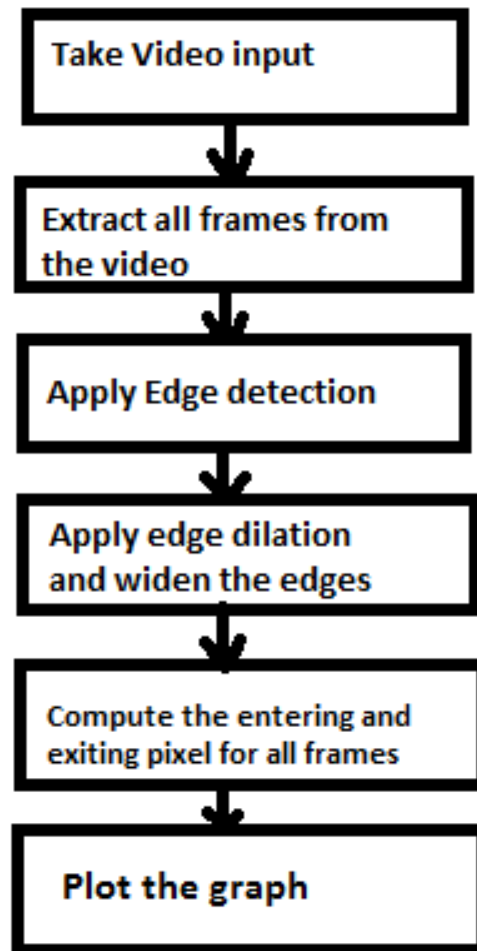 Take Video input
Extract all frames from
the video
Apply Edge detection
Apply edge dilation
and widen the edges
Compute the entering and
exiting pixel for all frames
Plot the graph